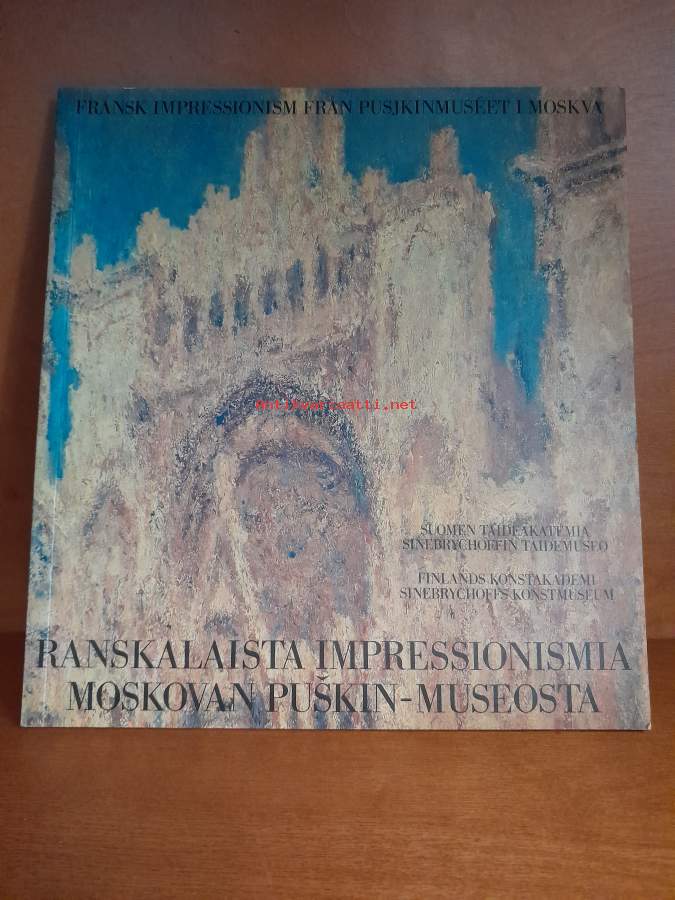 FRANSK IMPRESSIONISM FRÅN PUSJKINMUSÉET I MOSKVA
Antikvariaatti.net
SUOMEN TAIDEAKATEMIA
SINEBRYCHOFFIN TAIDEMUSEO
FINLANDS KONSTAKADEMI
SINEBRYCHOFFS KONSTMUSEUM
RANSKALAISTA IMPRESSIONISMIA
MOSKOVAN PUŠKIN-MUSEOSTA